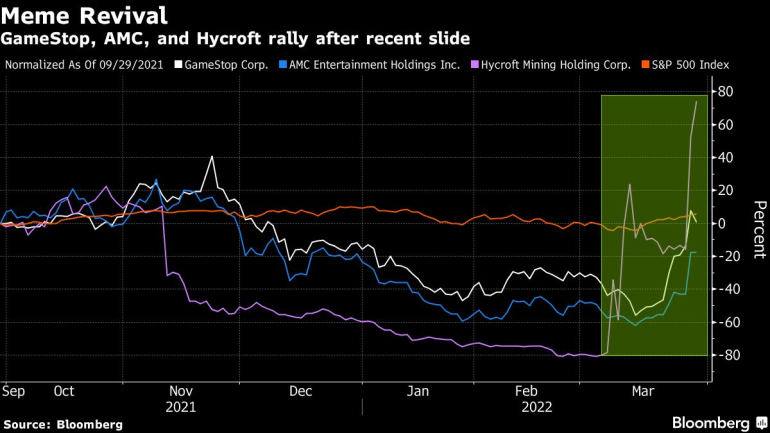 Meme Revival
GameStop, AMC, and Hycroft rally after recent slide
Normalized As Of 09/29/2021 GameStop Corp. AMC Entertainment Holdings Inc. Hycroft Mining Holding Corp. S&P 500 Index
80
60
40
20
0
-20
-40
-60
-80
Percent
Sep Oct Nov Dec Jan Feb Mar
2021 2022
Source: Bloomberg
Bloomberg